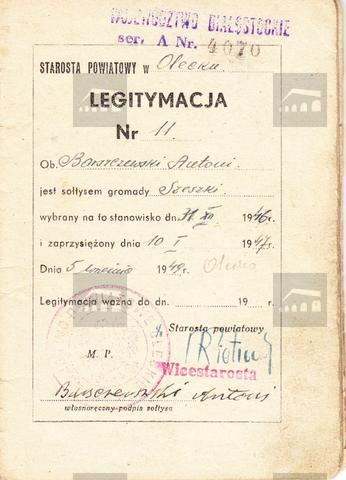 WOJEWÓDZTWO BIAŁOSTOCKIE
ser. A Nr. 4070
STAROSTA POWIATOWY w Olecku.
LEGITYMACJA
Nr 11
Ob. Barszczewski Antoni
jest sołtysem gromady Szeszki
wybrany na to stanowisko dn. 31 XII 1946 r.
i zaprzysiężony dnia 10 I 1947 r.
Dnia 5 kwietnia 1949 r. Olecko
Legitymacja ważna do dn. 19 r.
Starosta powiatowy
M. P.
Wicestarosta
Barszczewski Antoni
własnoręczny podpis sołtysa